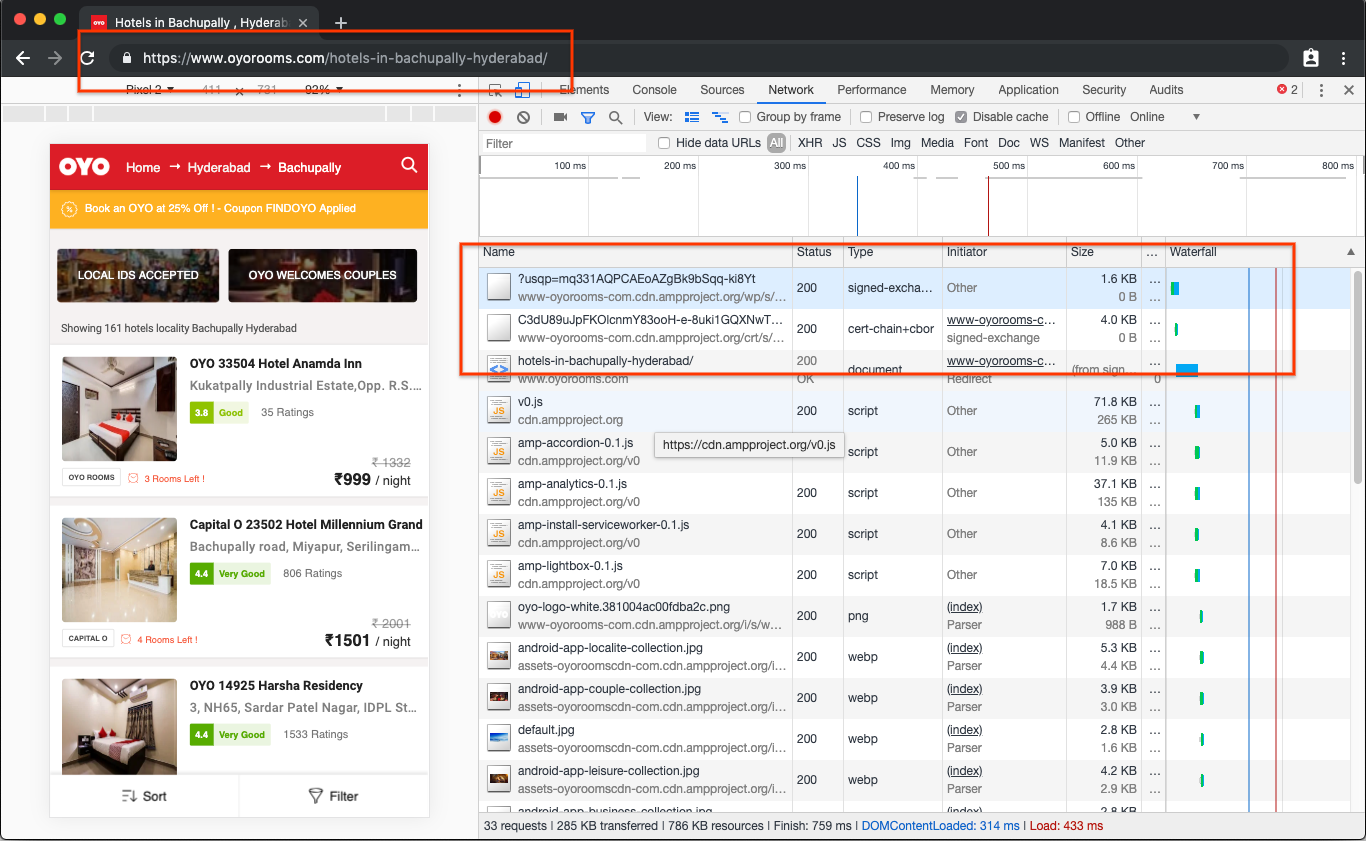 OYO Hotels in Bachupally , Hyderab
https://www.oyorooms.com/hotels-in-bachupally-hyderabad/
Pixel 2 411 × 731 92%
Elements Console Sources Network Performance Memory Application Security Audits 2
View: Group by frame Preserve log Disable cache Offline Online
Filter Hide data URLs All XHR JS CSS Img Media Font Doc WS Manifest Other
100 ms 200 ms 300 ms 400 ms 500 ms 600 ms 700 ms 800 ms
OYO Home → Hyderabad → Bachupally
Book an OYO at 25% Off ! - Coupon FINDOYO Applied
LOCAL IDS ACCEPTED OYO WELCOMES COUPLES
Showing 161 hotels locality Bachupally Hyderabad
OYO 33504 Hotel Anamda Inn
Kukatpally Industrial Estate,Opp. R.S....
3.8 Good 35 Ratings
₹ 1332
OYO ROOMS 3 Rooms Left ! ₹999 / night
Capital O 23502 Hotel Millennium Grand
Bachupally road, Miyapur, Serilingam...
4.4 Very Good 806 Ratings
₹ 2001
CAPITAL O 4 Rooms Left ! ₹1501 / night
OYO 14925 Harsha Residency
3, NH65, Sardar Patel Nagar, IDPL St...
4.4 Very Good 1533 Ratings
Sort Filter
Name Status Type Initiator Size ... Waterfall
?usqp=mq331AQPCAEoAZgBk9bSqq-ki8Yt 200 signed-excha... Other 1.6 KB ...
www-oyorooms-com.cdn.ampproject.org/wp/s/... 0 B ...
C3dU89uJpFKOlcnmY83ooH-e-8uki1GQXNwT... 200 cert-chain+cbor www-oyorooms-c... 4.0 KB ...
www-oyorooms-com.cdn.ampproject.org/crt/s/... signed-exchange 0 B ...
hotels-in-bachupally-hyderabad/ 200 document www-oyorooms-c... (from sign... ...
www.oyorooms.com OK Redirect 0
v0.js 200 script Other 71.8 KB ...
cdn.ampproject.org 265 KB ...
https://cdn.ampproject.org/v0.js
amp-accordion-0.1.js script Other 5.0 KB ...
cdn.ampproject.org/v0 11.9 KB ...
amp-analytics-0.1.js 200 script Other 37.1 KB ...
cdn.ampproject.org/v0 135 KB ...
amp-install-serviceworker-0.1.js 200 script Other 4.1 KB ...
cdn.ampproject.org/v0 8.6 KB ...
amp-lightbox-0.1.js 200 script Other 7.0 KB ...
cdn.ampproject.org/v0 18.5 KB ...
oyo-logo-white.381004ac00fdba2c.png 200 png (index) 1.7 KB ...
www-oyorooms-com.cdn.ampproject.org/i/s/w... Parser 988 B ...
android-app-localite-collection.jpg 200 webp (index) 5.3 KB ...
assets-oyoroomscdn-com.cdn.ampproject.org/i... Parser 4.4 KB ...
android-app-couple-collection.jpg 200 webp (index) 3.9 KB ...
assets-oyoroomscdn-com.cdn.ampproject.org/i... Parser 3.0 KB ...
default.jpg 200 webp (index) 2.8 KB ...
assets-oyoroomscdn-com.cdn.ampproject.org/i... Parser 1.6 KB ...
android-app-leisure-collection.jpg 200 webp (index) 4.2 KB ...
assets-oyoroomscdn-com.cdn.ampproject.org/i... Parser 2.9 KB ...
android-app-business-collection.jpg (index) 2.8 KB
33 requests | 285 KB transferred | 786 KB resources | Finish: 759 ms | DOMContentLoaded: 314 ms | Load: 433 ms